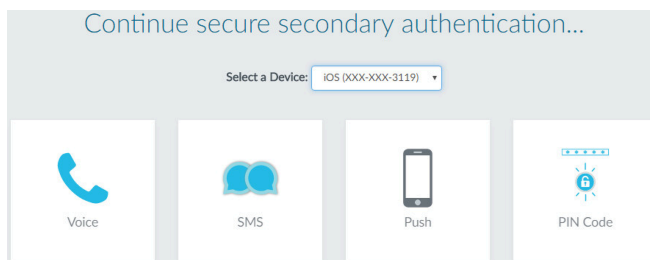 Continue secure secondary authentication...
Select a Device: iOS (XXX-XXX-3119)
Voice SMS Push PIN Code